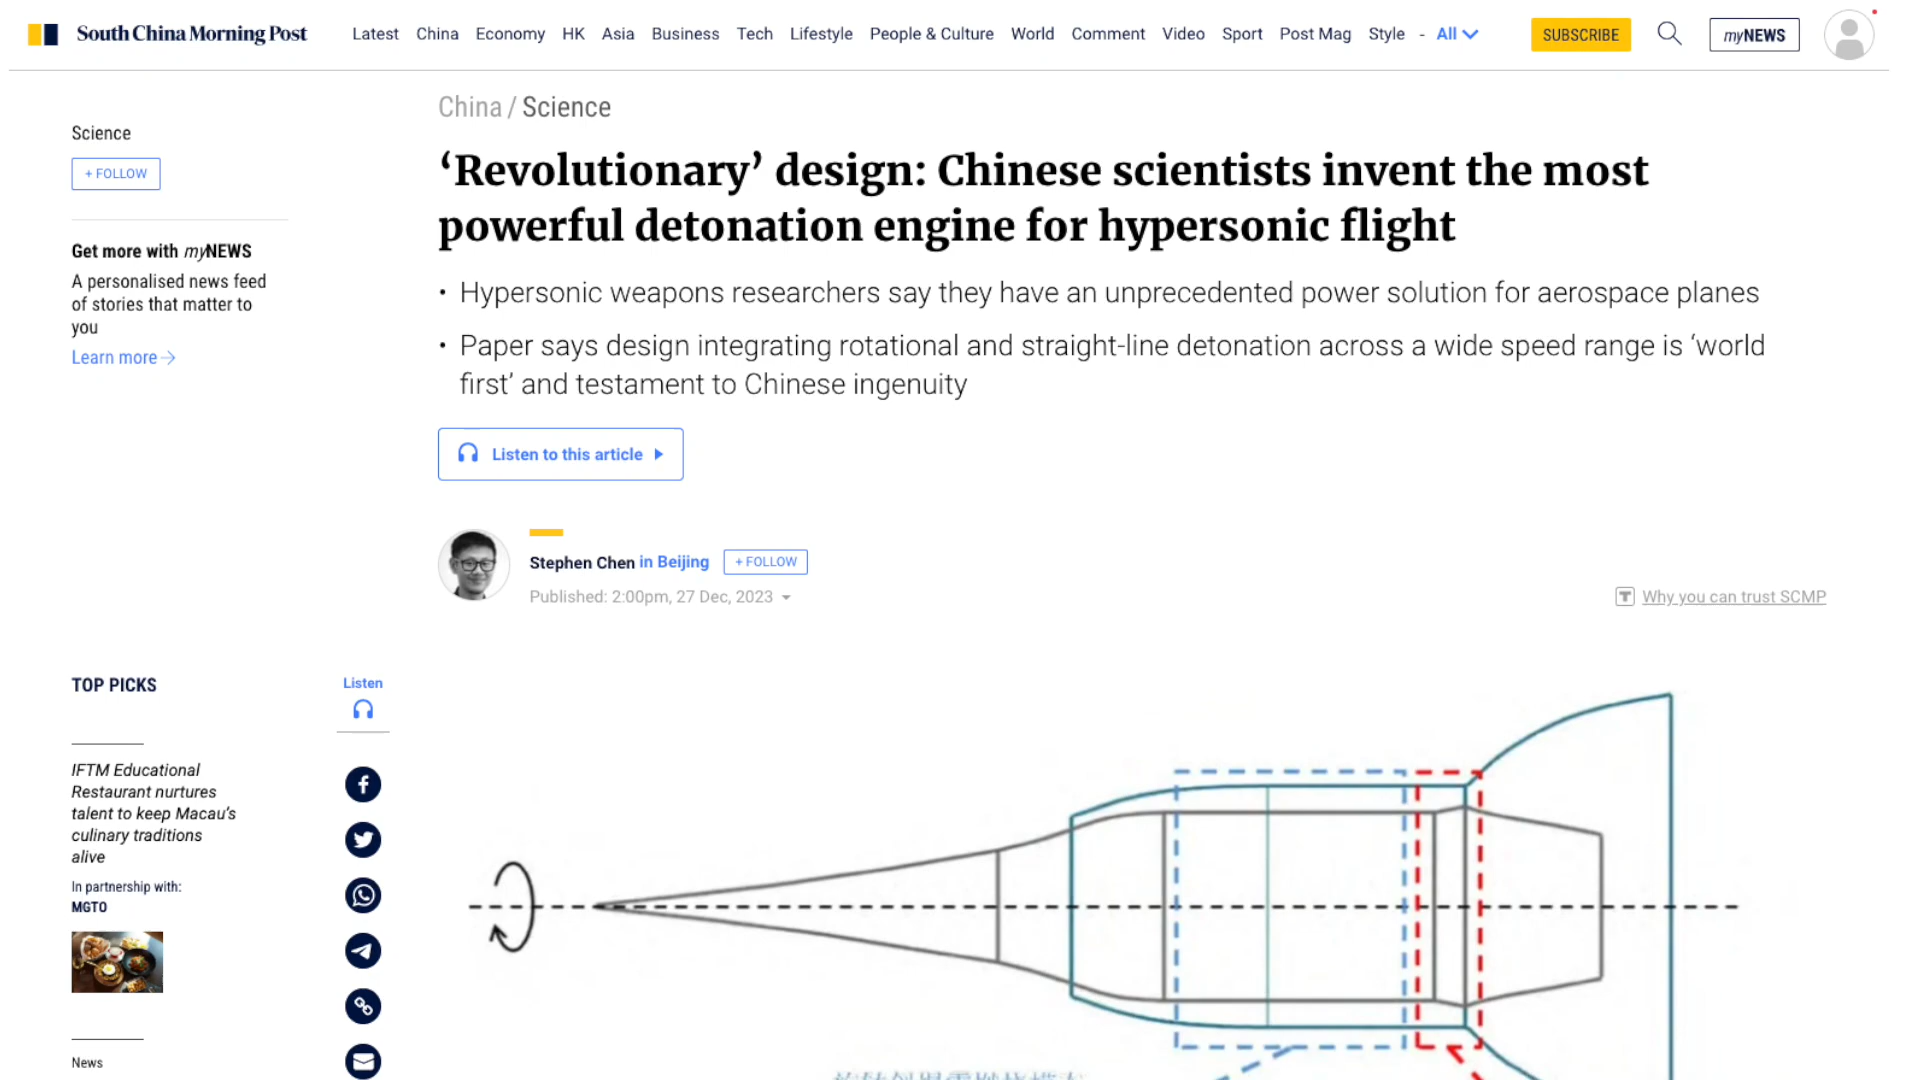 South China Morning Post
Latest China Economy HK Asia Business Tech Lifestyle People & Culture World Comment Video Sport Post Mag Style - All
SUBSCRIBE
myNEWS
China / Science
Science
+ FOLLOW
‘Revolutionary’ design: Chinese scientists invent the most
powerful detonation engine for hypersonic flight
Get more with myNEWS
A personalised news feed
of stories that matter to
you
Learn more
• Hypersonic weapons researchers say they have an unprecedented power solution for aerospace planes
• Paper says design integrating rotational and straight-line detonation across a wide speed range is ‘world
first’ and testament to Chinese ingenuity
Listen to this article
Stephen Chen in Beijing
+ FOLLOW
Published: 2:00pm, 27 Dec, 2023
Why you can trust SCMP
TOP PICKS
Listen
IFTM Educational
Restaurant nurtures
talent to keep Macau’s
culinary traditions
alive
In partnership with:
MGTO
News